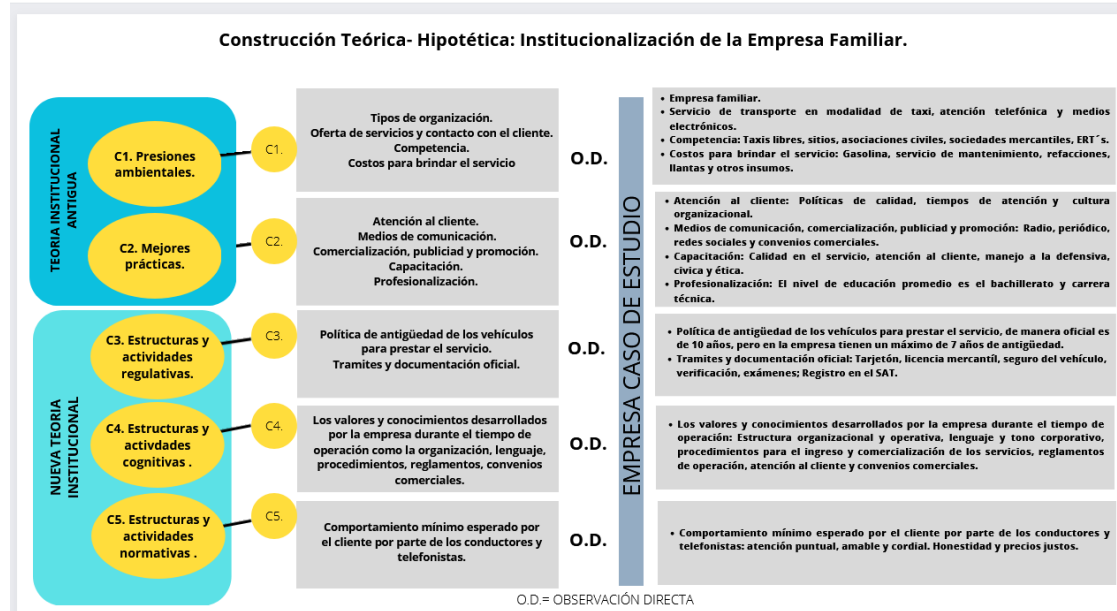 Construcción Teórica- Hipotética: Institucionalización de la Empresa Familiar.
TEORIA INSTITUCIONAL
ANTIGUA
C1. Presiones
ambientales.
C1.
Tipos de organización.
Oferta de servicios y contacto con el cliente.
Competencia.
Costos para brindar el servicio
O.D.
• Empresa familiar.
• Servicio de transporte en modalidad de taxi, atención telefónica y medios
electrónicos.
• Competencia: Taxis libres, sitios, asociaciones civiles, sociedades mercantiles, ERT´s.
• Costos para brindar el servicio: Gasolina, servicio de mantenimiento, refacciones,
llantas y otros insumos.
C2. Mejores
prácticas.
C2.
Atención al cliente.
Medios de comunicación.
Comercialización, publiciad y promoción.
Capacitación.
Profesionalización.
O.D.
• Atención al cliente: Políticas de calidad, tiempos de atención y cultura
organizacional.
• Medios de comunicación, comercialización, publiciad y promoción: Radio, periódico,
redes sociales y convenios comerciales.
• Capacitación: Calidad en el servicio, atención al cliente, manejo a la defensiva,
civica y ética.
• Profesionalización: El nivel de educación promedio es el bachillerato y carrera
técnica.
EMPRESA CASO DE ESTUDIO
NUEVA TEORIA
INSTITUCIONAL
C3. Estructuras y
actividades
regulativas.
C3.
Política de antigüedad de los vehículos
para prestar el servicio.
Tramites y documentación oficial.
O.D.
• Política de antigüedad de los vehículos para prestar el servicio, de manera oficial es
de 10 años, pero en la empresa tienen un máximo de 7 años de antigüedad.
• Tramites y documentación oficial: Tarjetón, licencia mercantíl, seguro del vehículo,
verificación, exámenes; Registro en el SAT.
C4. Estructuras y
activdades
cognitivas .
C4.
Los valores y conocimientos desarrollados
por la empresa durante el tiempo de
operación como la organización, lenguaje,
procedimientos, reglamentos, convenios
comerciales.
O.D.
• Los valores y conocimientos desarrollados por la empresa durante el tiempo de
operación: Estructura organizacional y operativa, lenguaje y tono corporativo,
procedimientos para el ingreso y comercialización de los servicios, reglamentos
de operación, atención al cliente y convenios comerciales.
C5. Estructuras y
actividades
normativas .
C5.
Comportamiento mínimo esperado por
el cliente por parte de los conductores y
telefonistas.
O.D.
• Comportamiento mínimo esperado por el cliente por parte de los conductores y
telefonistas: atención puntual, amable y cordial. Honestidad y precios justos.
O.D.= OBSERVACIÓN DIRECTA